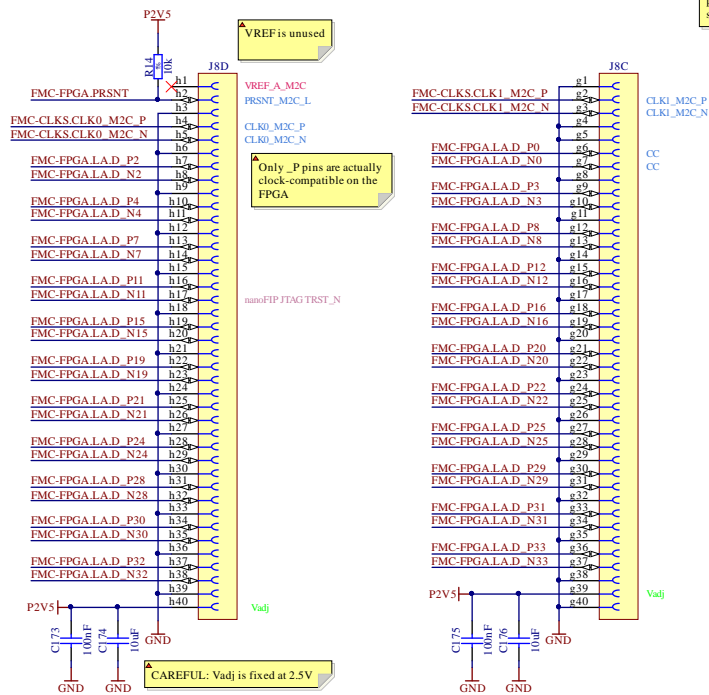 P2V5
VREF is unused
s
R14
10k
J8D
h1
VREF_A_M2C
FMC-FPGA.PRSNT
h2
PRSNT_M2C_L
h3
FMC-CLKS.CLK0_M2C_P
h4
CLK0_M2C_P
FMC-CLKS.CLK0_M2C_N
h5
CLK0_M2C_N
h6
FMC-FPGA.LA.D_P2
h7
FMC-FPGA.LA.D_N2
h8
h9
Only _P pins are actually
clock-compatible on the
FPGA
FMC-FPGA.LA.D_P4
h10
FMC-FPGA.LA.D_N4
h11
h12
FMC-FPGA.LA.D_P7
h13
FMC-FPGA.LA.D_N7
h14
h15
FMC-FPGA.LA.D_P11
h16
FMC-FPGA.LA.D_N11
h17
nanoFIP JTAG TRST_N
h18
FMC-FPGA.LA.D_P15
h19
FMC-FPGA.LA.D_N15
h20
h21
FMC-FPGA.LA.D_P19
h22
FMC-FPGA.LA.D_N19
h23
h24
FMC-FPGA.LA.D_P21
h25
FMC-FPGA.LA.D_N21
h26
h27
FMC-FPGA.LA.D_P24
h28
FMC-FPGA.LA.D_N24
h29
h30
FMC-FPGA.LA.D_P28
h31
FMC-FPGA.LA.D_N28
h32
h33
FMC-FPGA.LA.D_P30
h34
FMC-FPGA.LA.D_N30
h35
h36
FMC-FPGA.LA.D_P32
h37
FMC-FPGA.LA.D_N32
h38
h39
P2V5
h40
Vadj
C173
100nF
C174
10uF
GND
GND
GND
CAREFUL: Vadj is fixed at 2.5V
J8C
g1
FMC-CLKS.CLK1_M2C_P
g2
CLK1_M2C_P
FMC-CLKS.CLK1_M2C_N
g3
CLK1_M2C_N
g4
g5
FMC-FPGA.LA.D_P0
g6
CC
FMC-FPGA.LA.D_N0
g7
CC
g8
FMC-FPGA.LA.D_P3
g9
FMC-FPGA.LA.D_N3
g10
g11
FMC-FPGA.LA.D_P8
g12
FMC-FPGA.LA.D_N8
g13
g14
FMC-FPGA.LA.D_P12
g15
FMC-FPGA.LA.D_N12
g16
g17
FMC-FPGA.LA.D_P16
g18
FMC-FPGA.LA.D_N16
g19
g20
FMC-FPGA.LA.D_P20
g21
FMC-FPGA.LA.D_N20
g22
g23
FMC-FPGA.LA.D_P22
g24
FMC-FPGA.LA.D_N22
g25
g26
FMC-FPGA.LA.D_P25
g27
FMC-FPGA.LA.D_N25
g28
g29
FMC-FPGA.LA.D_P29
g30
FMC-FPGA.LA.D_N29
g31
g32
FMC-FPGA.LA.D_P31
g33
FMC-FPGA.LA.D_N31
g34
g35
FMC-FPGA.LA.D_P33
g36
FMC-FPGA.LA.D_N33
g37
g38
P2V5
g39
Vadj
g40
C175
100nF
C176
10uF
GND
GND
GND